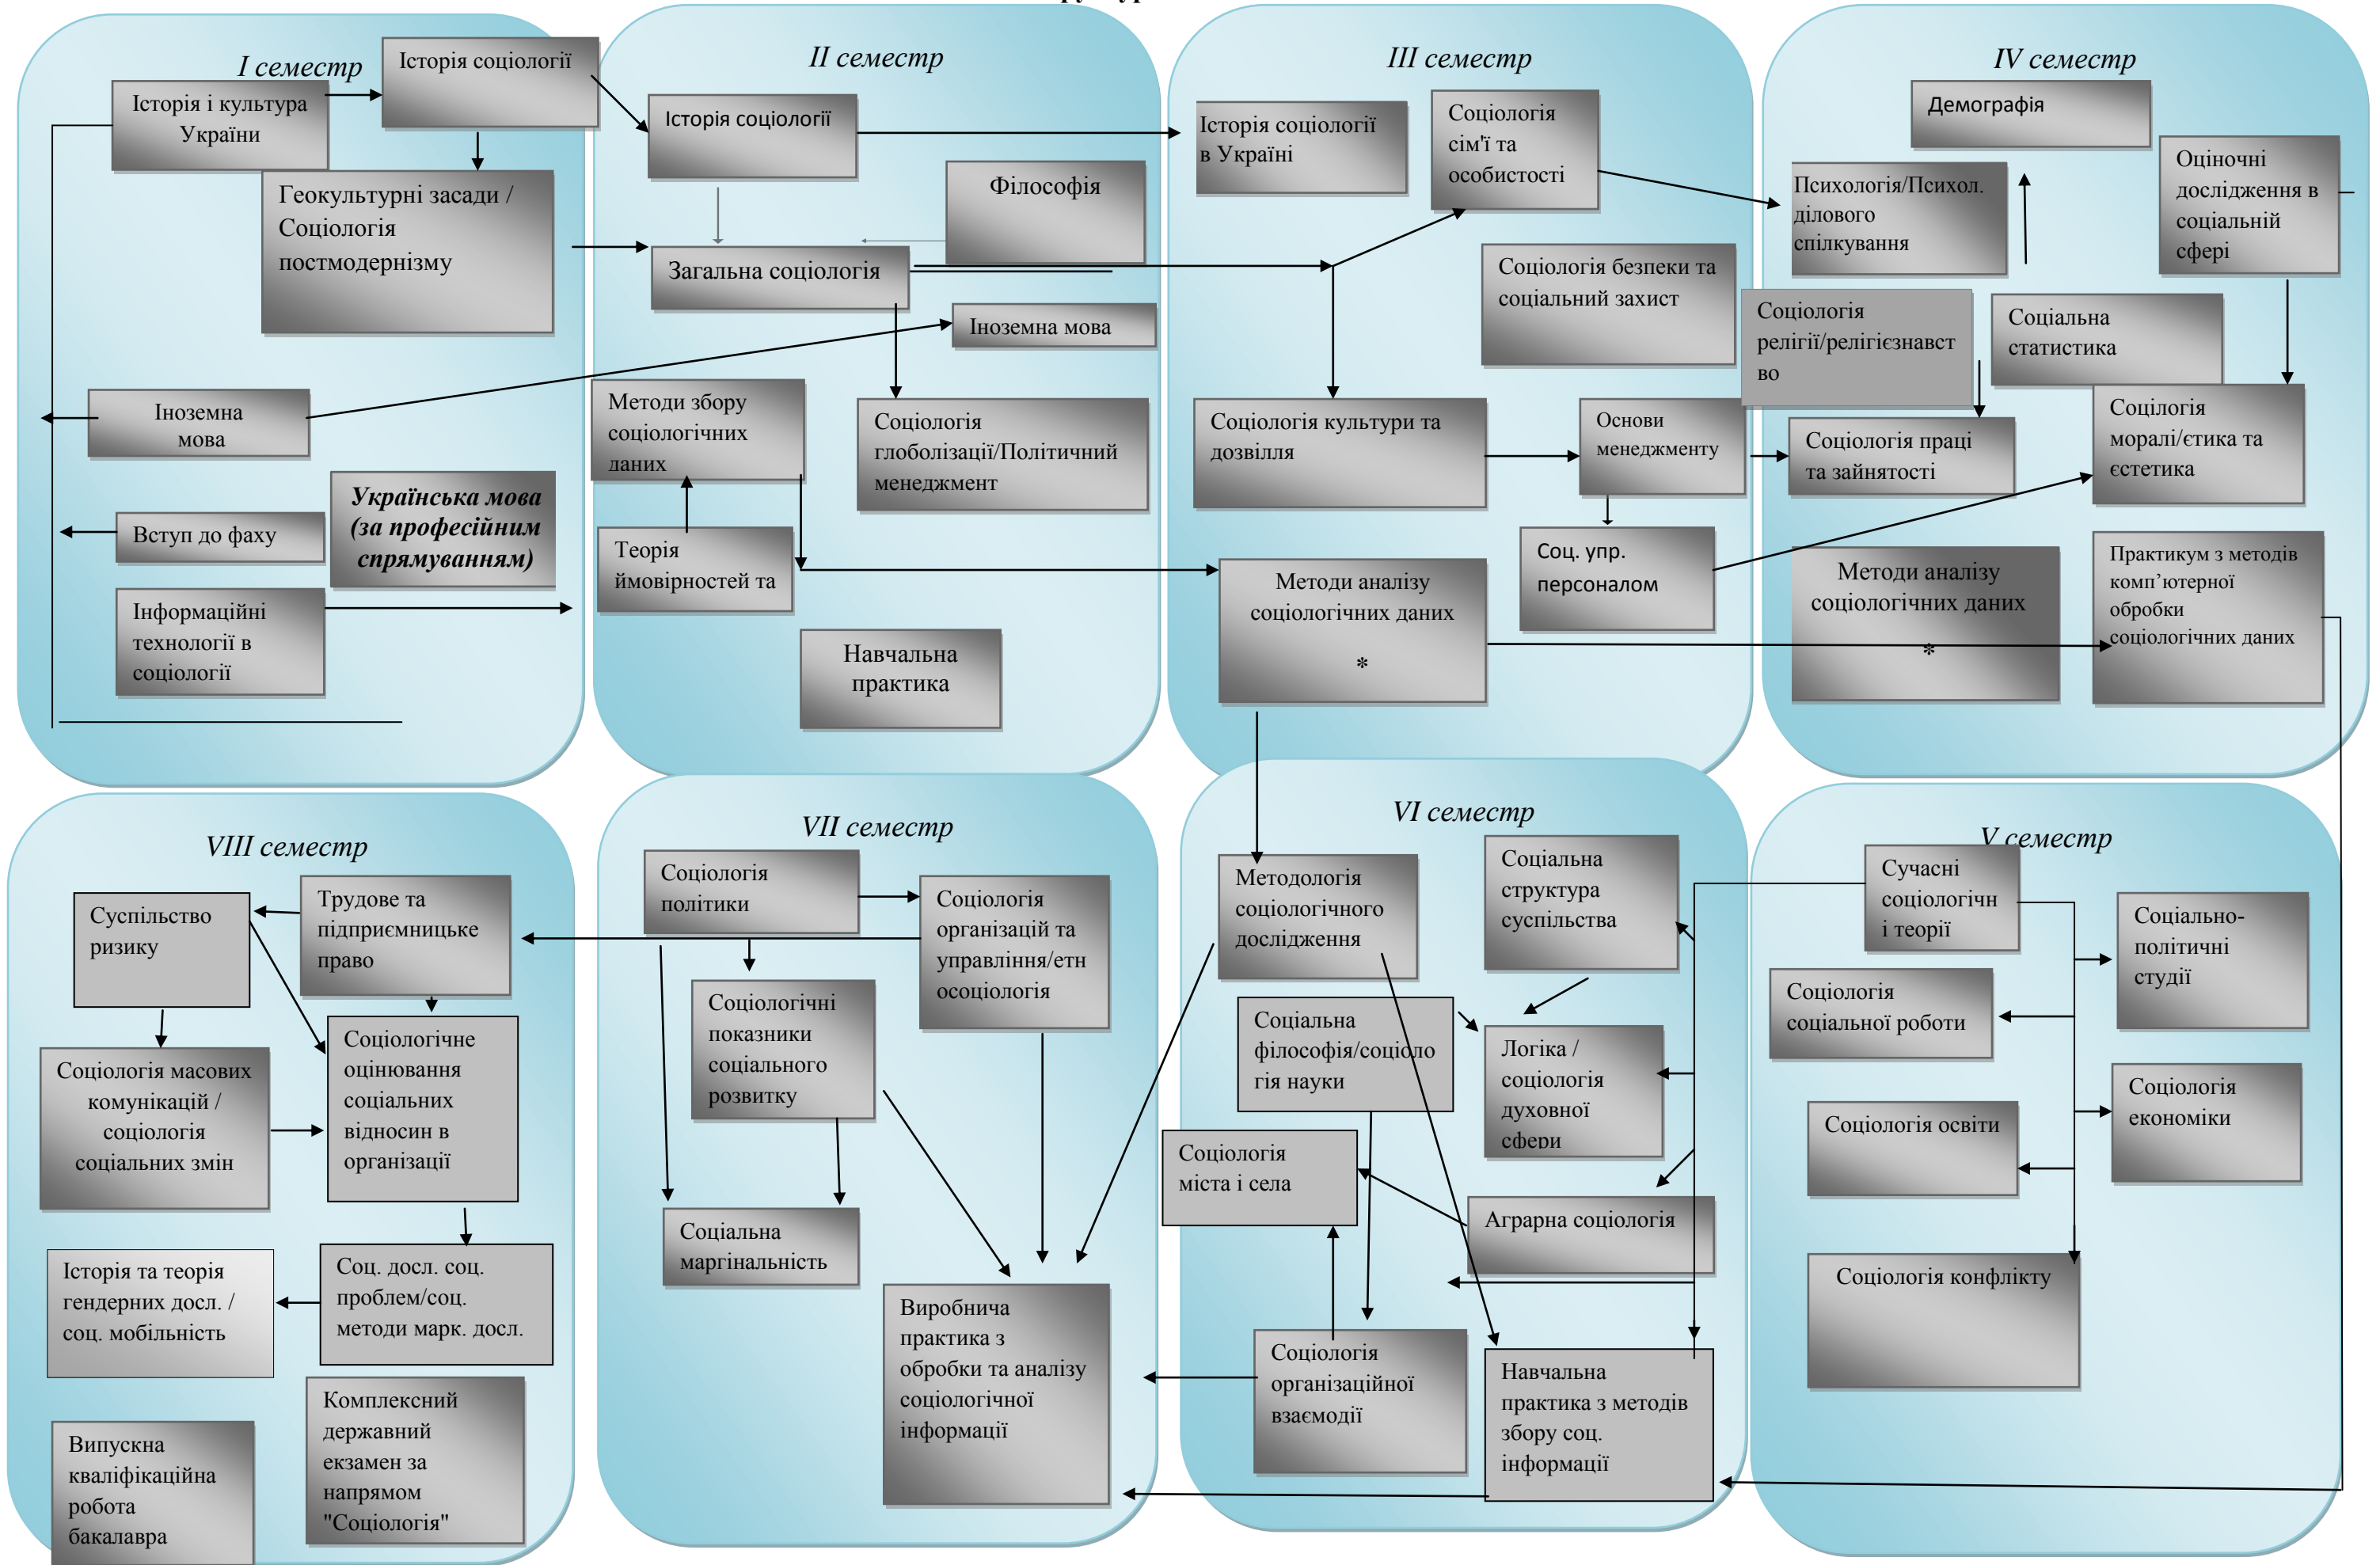 I семестр
Історія соціології
Історія і культура
України
Геокультурні засади /
Соціологія
постмодернізму
Іноземна
мова
Українська мова
(за професійним
спрямуванням)
Вступ до фаху
Інформаційні
технології в
соціології
II семестр
Історія соціології
Філософія
Загальна соціологія
Іноземна мова
Методи збору
соціологічних
даних
Соціологія
глоболізації/Політичний
менеджмент
Теорія
ймовірностей та
Навчальна
практика
III семестр
Історія соціології
в Україні
Соціологія
сім'ї та
особистості
Соціологія безпеки та
соціальний захист
Соціологія культури та
дозвілля
Основи
менеджменту
Соц. упр.
персоналом
Методи аналізу
соціологічних даних
*
IV семестр
Демографія
Психологія/Психол.
ділового
спілкування
Оціночні
дослідження в
соціальній
сфері
Соціологія
релігії/релігієзнавст
во
Соціальна
статистика
Соціологія праці
та зайнятості
Соцілогія
моралі/єтика та
єстетика
Методи аналізу
соціологічних даних
*
Практикум з методів
комп’ютерної
обробки
соціологічних даних
VIII семестр
Суспільство
ризику
Трудове та
підприємницьке
право
Соціологія масових
комунікацій /
соціологія
соціальних змін
Соціологічне
оцінювання
соціальних
відносин в
організації
Історія та теорія
гендерних досл. /
соц. мобільність
Соц. досл. соц.
проблем/соц.
методи марк. досл.
Випускна
кваліфікаційна
робота
бакалавра
Комплексний
державний
екзамен за
напрямом
"Соціологія"
VII семестр
Соціологія
політики
Соціологія
організацій та
управління/етн
осоціологія
Соціологічні
показники
соціального
розвитку
Соціальна
маргінальність
Виробнича
практика з
обробки та аналізу
соціологічної
інформації
VI семестр
Методологія
соціологічного
дослідження
Соціальна
структура
суспільства
Соціальна
філософія/соціоло
гія науки
Логіка /
соціологія
духовної
сфери
Соціологія
міста і села
Аграрна соціологія
Соціологія
організаційної
взаємодії
Навчальна
практика з методів
збору соц.
інформації
V семестр
Сучасні
соціологічн
і теорії
Соціально-
політичні
студії
Соціологія
соціальної роботи
Соціологія
економіки
Соціологія освіти
Соціологія конфлікту